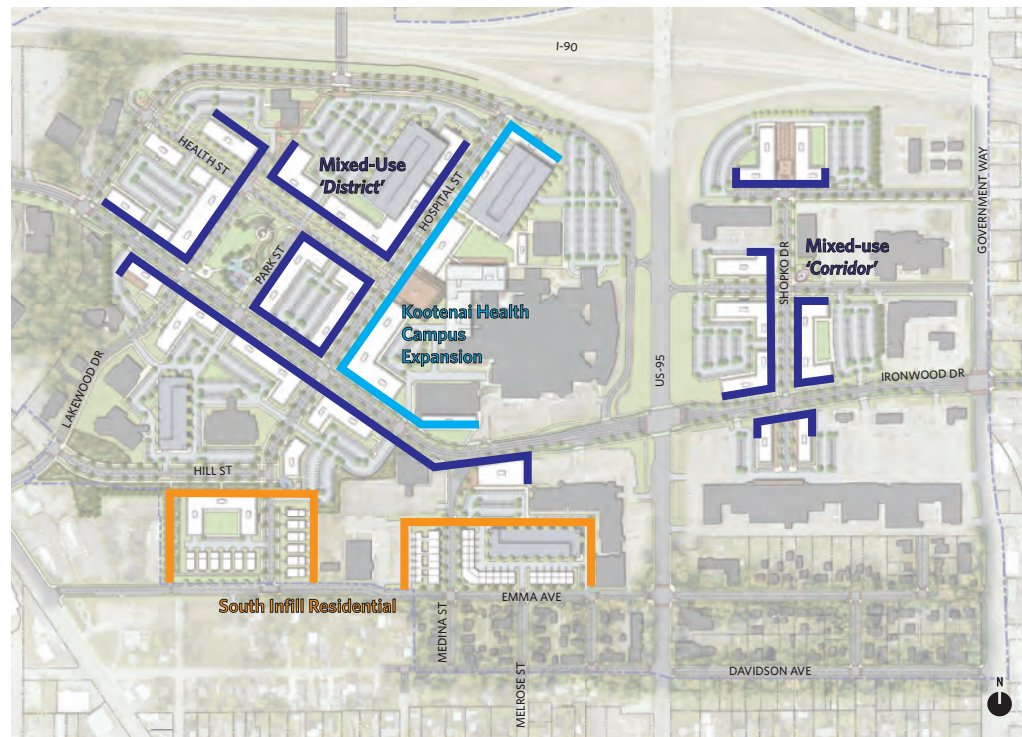 I-90
HEALTH ST
Mixed-Use
'District'
HOSPITAL ST
GOVERNMENT WAY
PARK ST
SHOPKO DR
Mixed-use
'Corridor'
Kootenai Health
Campus
Expansion
US-95
IRONWOOD DR
LAKEWOOD DR
HILL ST
South Infill Residential
EMMA AVE
MEDINA ST
MELROSE ST
DAVIDSON AVE
N